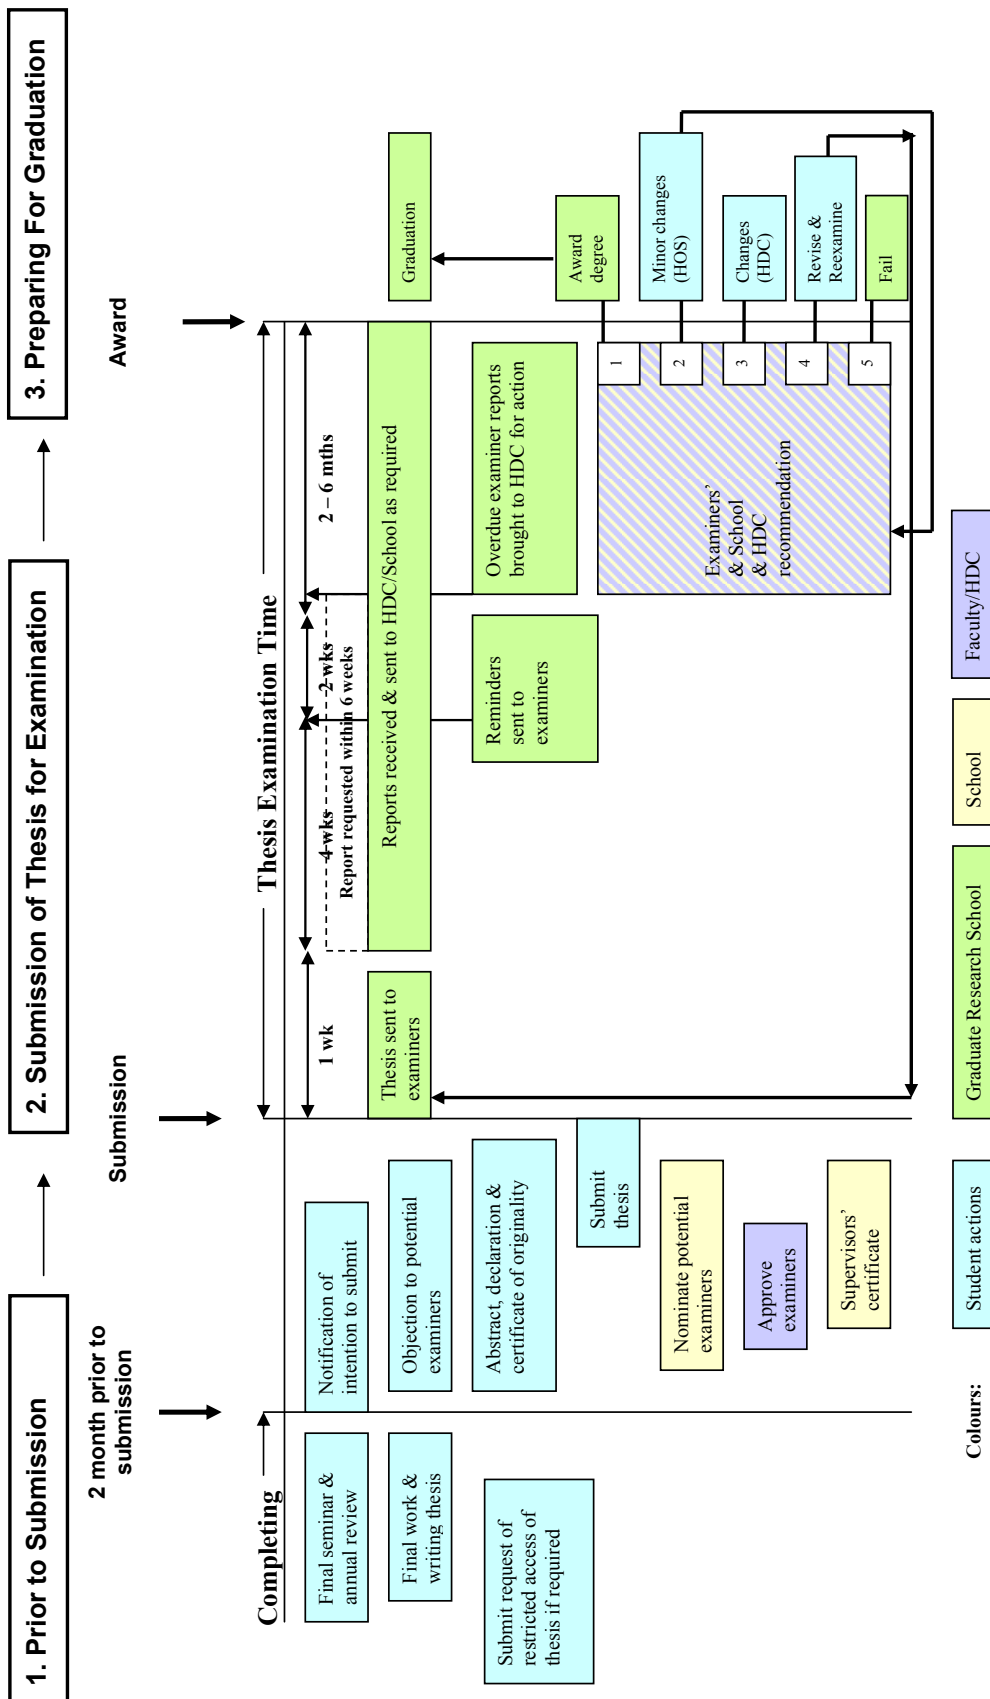 1. Prior to Submission
2. Submission of Thesis for Examination
3. Preparing For Graduation
2 month prior to
submission
Submission
Award
Completing
Thesis Examination Time
1 wk
4 wks
2 wks
2 – 6 mths
Report requested within 6 weeks
Final seminar &
annual review
Notification of
intention to submit
Thesis sent to
examiners
Reports received & sent to HDC/School as required
Graduation
Final work &
writing thesis
Objection to potential
examiners
Submit request of
restricted access of
thesis if required
Abstract, declaration &
certificate of originality
Reminders
sent to
examiners
Overdue examiner reports
brought to HDC for action
Submit
thesis
Award
degree
Nominate potential
examiners
Minor changes
(HOS)
Approve
examiners
Changes
(HDC)
Supervisors’
certificate
Revise &
Reexamine
Fail
Examiners’
& School
& HDC
recommendation
1
2
3
4
5
Colours:
Student actions
Graduate Research School
School
Faculty/HDC